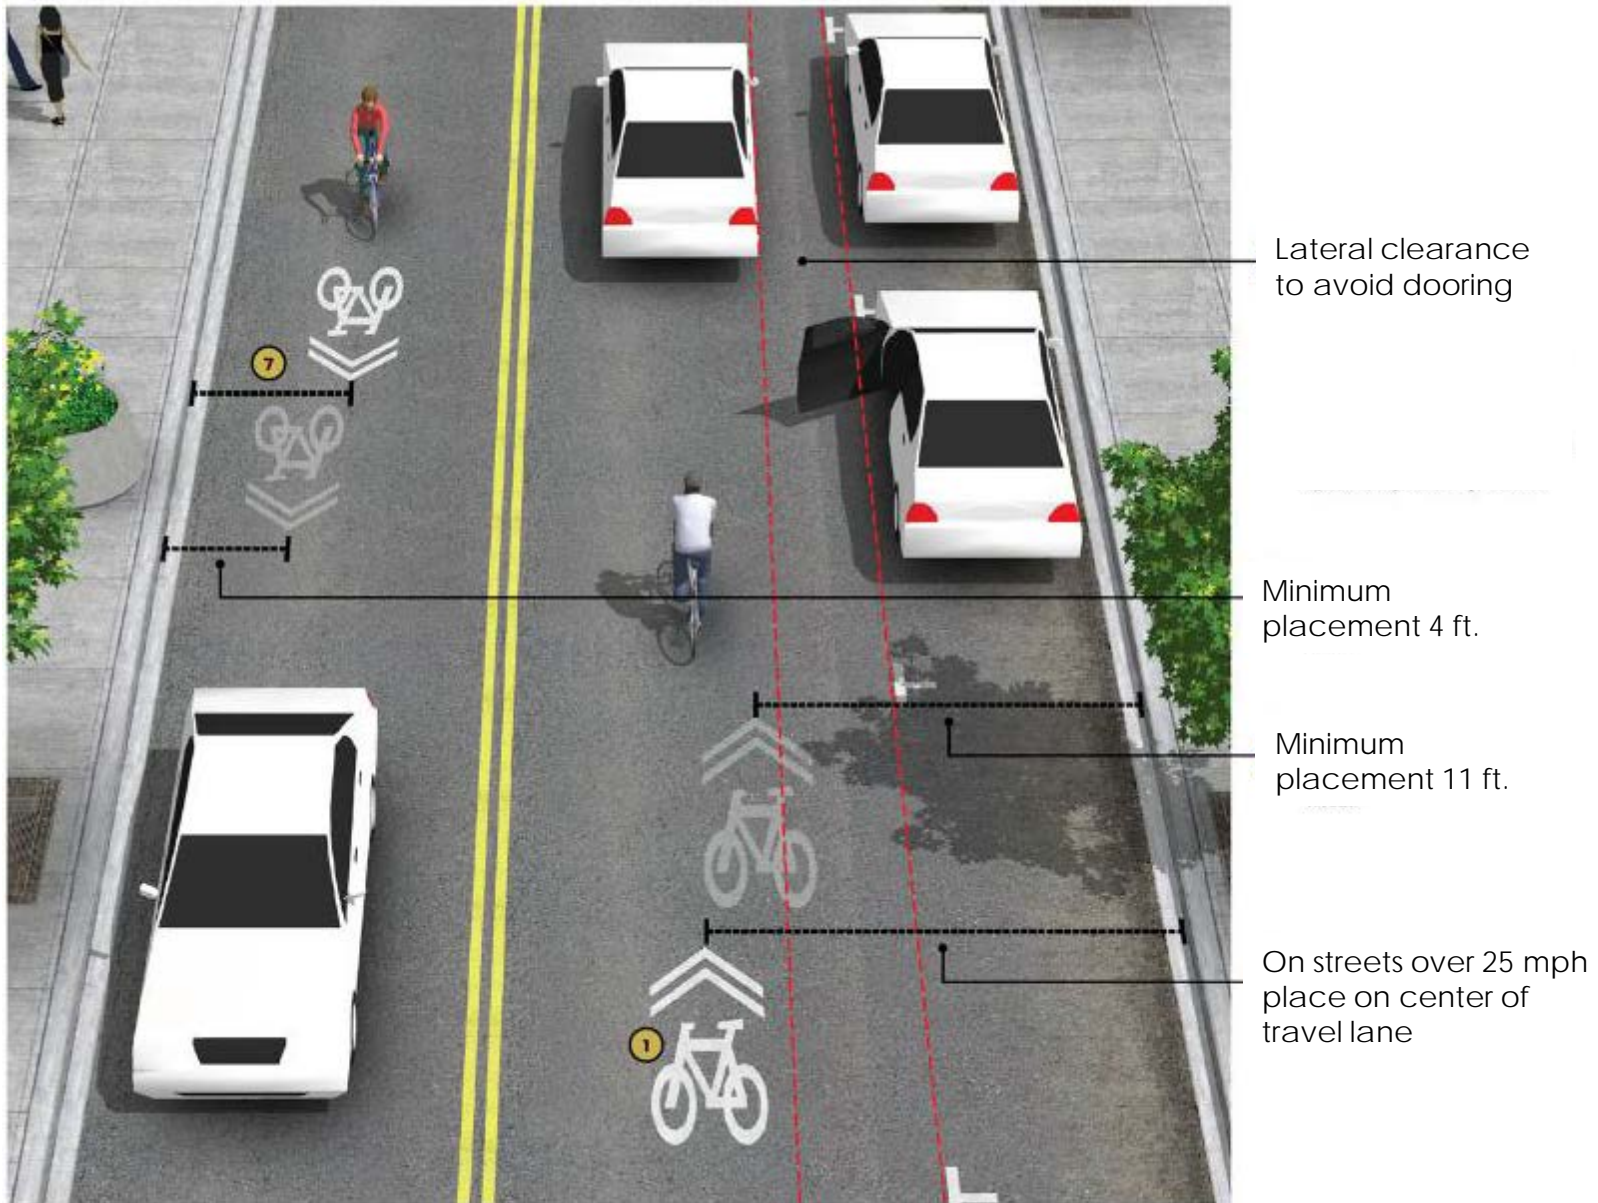 Lateral clearance
to avoid dooring
7
Minimum
placement 4 ft.
Minimum
placement 11 ft.
On streets over 25 mph
place on center of
travel lane
1